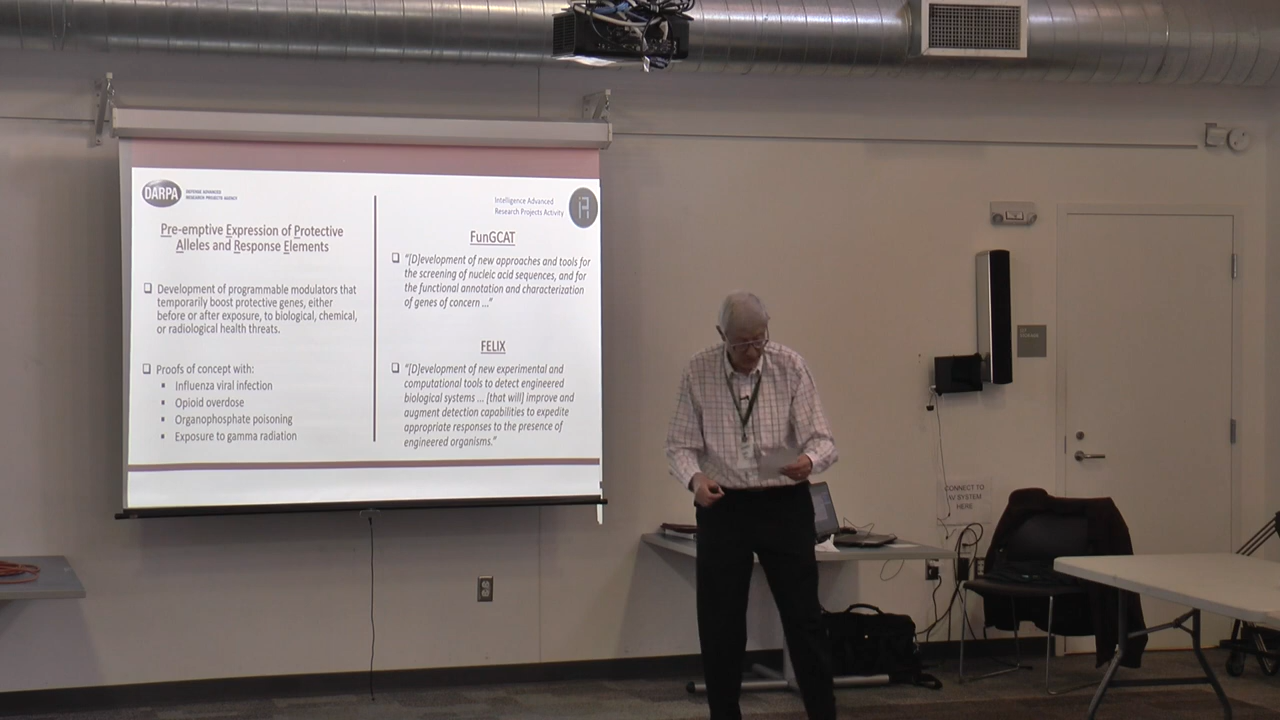 DARPA
DEFENSE ADVANCED
RESEARCH PROJECTS AGENCY
Pre-emptive Expression of Protective
Alleles and Response Elements
❑ Development of programmable modulators that
temporarily boost protective genes, either
before or after exposure, to biological, chemical,
or radiological health threats.
❑ Proofs of concept with:
▪ Influenza viral infection
▪ Opioid overdose
▪ Organophosphate poisoning
▪ Exposure to gamma radiation
Intelligence Advanced
Research Projects Activity
FunGCAT
❑ “[D]evelopment of new approaches and tools for
the screening of nucleic acid sequences, and for
the functional annotation and characterization
of genes of concern ...”
FELIX
❑ “[D]evelopment of new experimental and
computational tools to detect engineered
biological systems ... [that will] improve and
augment detection capabilities to expedite
appropriate responses to the presence of
engineered organisms.”
CONNECT TO
AV SYSTEM
HERE